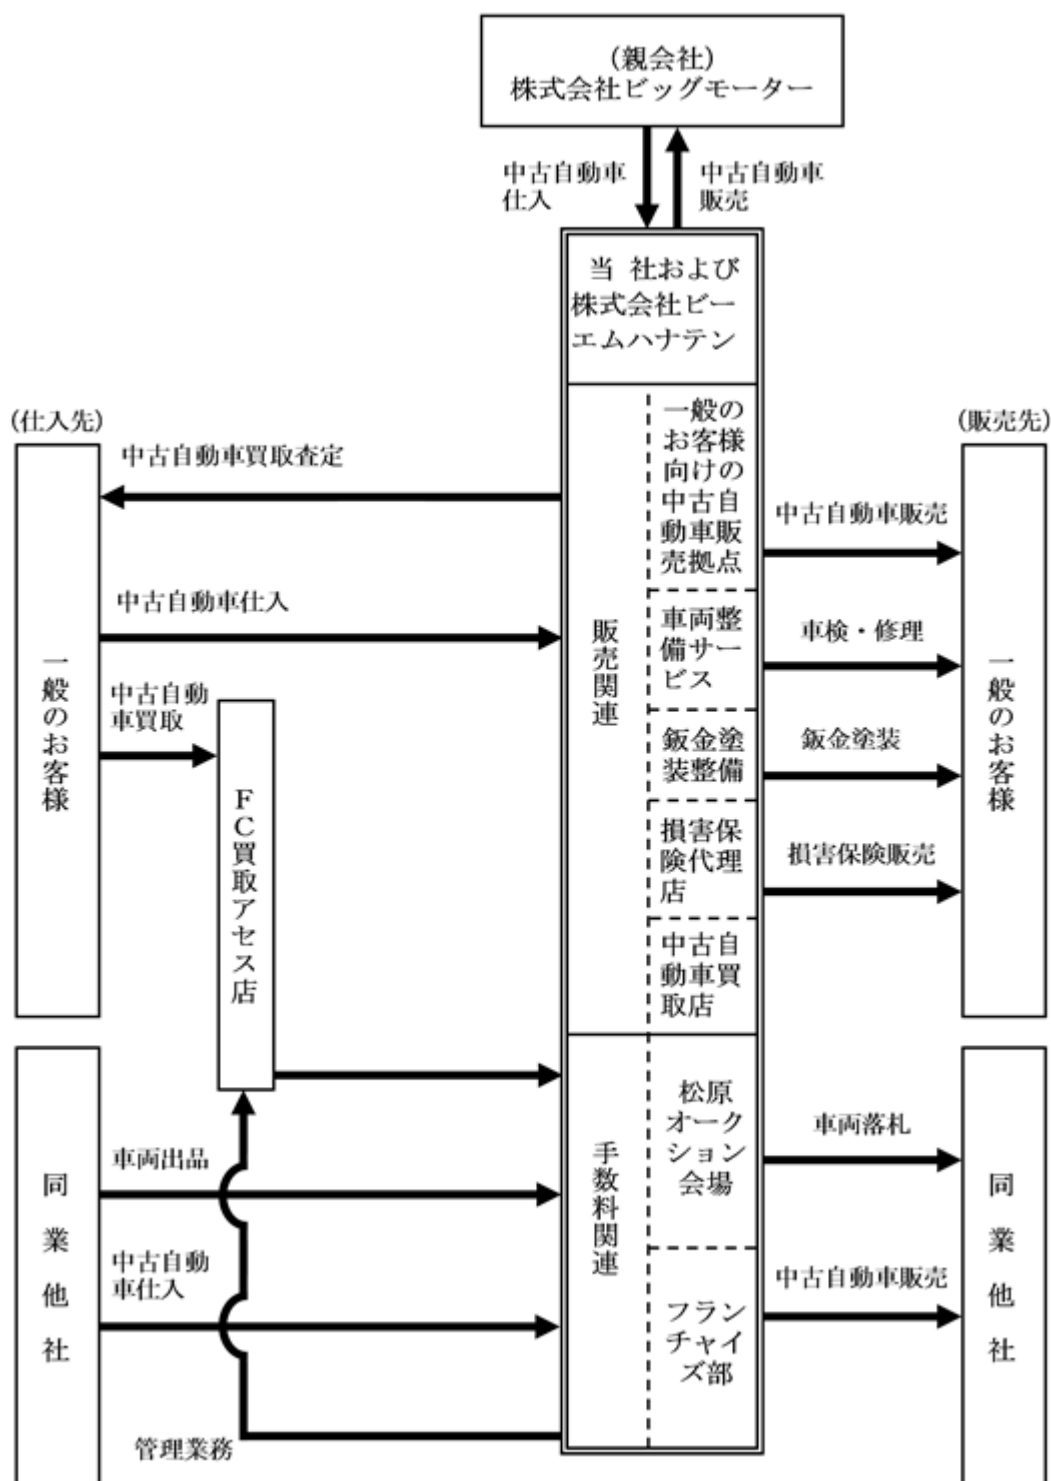 (親会社)
株式会社ビッグモーター
中古自動車
仕入
中古自動車
販売
当 社および
株式会社ビー
エムハナテン
(仕入先)
一般のお客様
中古自動車買取査定
中古自動車仕入
中古自動
車買取
FC買取アセス店
販売関連
一般の
お客様
向けの
中古自
動車販
売拠点
車両整
備サー
ビス
鈑金塗
装整備
損害保
険代理
店
中古自
動車買
取店
(販売先)
中古自動車販売
車検・修理
鈑金塗装
損害保険販売
一般のお客様
同業他社
車両出品
中古自動
車仕入
管理業務
手数料関連
松原
オーク
ション
会場
フラン
チャイ
ズ部
車両落札
中古自動車販売
同業他社